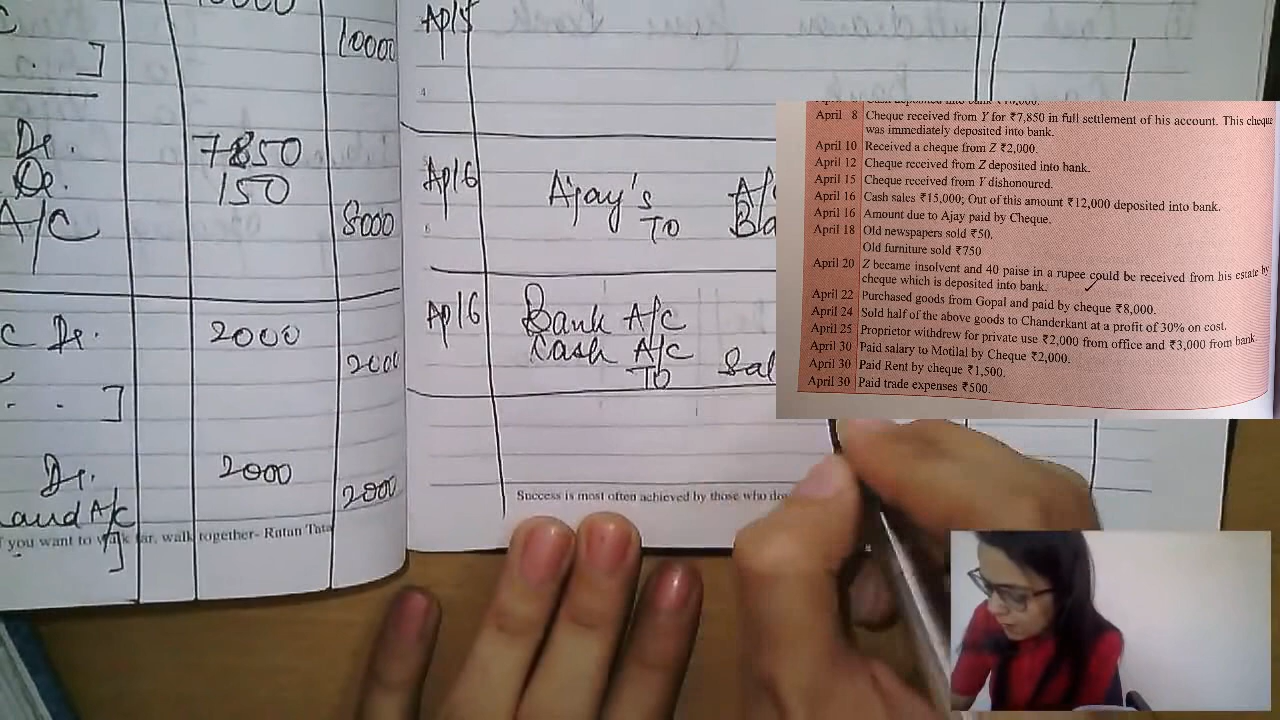 10000
]
Dr. 7850
Dr. 150
A/C 8000
Dr. 2000
2000
. . ]
Dr. 2000
2000
and A/c
f you want to walk far, walk together- Ratan Tata
]
Ap15
Ap16 Ajay's A/c
To
Ap16 Bank A/C
Cash A/C
To Sal
Success is most often achieved by those who
Cash deposited into bank ₹10,000.
April 8 Cheque received from Y for ₹7,850 in full settlement of his account. This cheque
was immediately deposited into bank.
April 10 Received a cheque from Z ₹2,000.
April 12 Cheque received from Z deposited into bank.
April 15 Cheque received from Y dishonoured.
April 16 Cash sales ₹15,000; Out of this amount ₹12,000 deposited into bank.
April 16 Amount due to Ajay paid by Cheque.
April 18 Old newspapers sold ₹50.
Old furniture sold ₹750
April 20 Z became insolvent and 40 paise in a rupee could be received from his estate by
cheque which is deposited into bank.
April 22 Purchased goods from Gopal and paid by cheque ₹8,000.
April 24 Sold half of the above goods to Chanderkant at a profit of 30% on cost.
April 25 Proprietor withdrew for private use ₹2,000 from office and ₹3,000 from bank.
April 30 Paid salary to Motilal by Cheque ₹2,000.
April 30 Paid Rent by cheque ₹1,500.
April 30 Paid trade expenses ₹500.